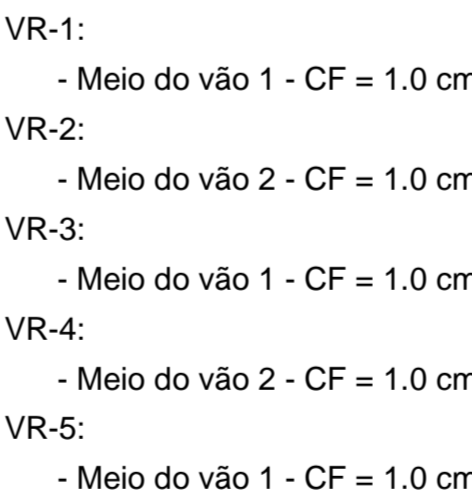 VR-1:
- Meio do vão 1 - CF = 1.0 cm
VR-2:
- Meio do vão 2 - CF = 1.0 cm
VR-3:
- Meio do vão 1 - CF = 1.0 cm
VR-4:
- Meio do vão 2 - CF = 1.0 cm
VR-5:
- Meio do vão 1 - CF = 1.0 cm